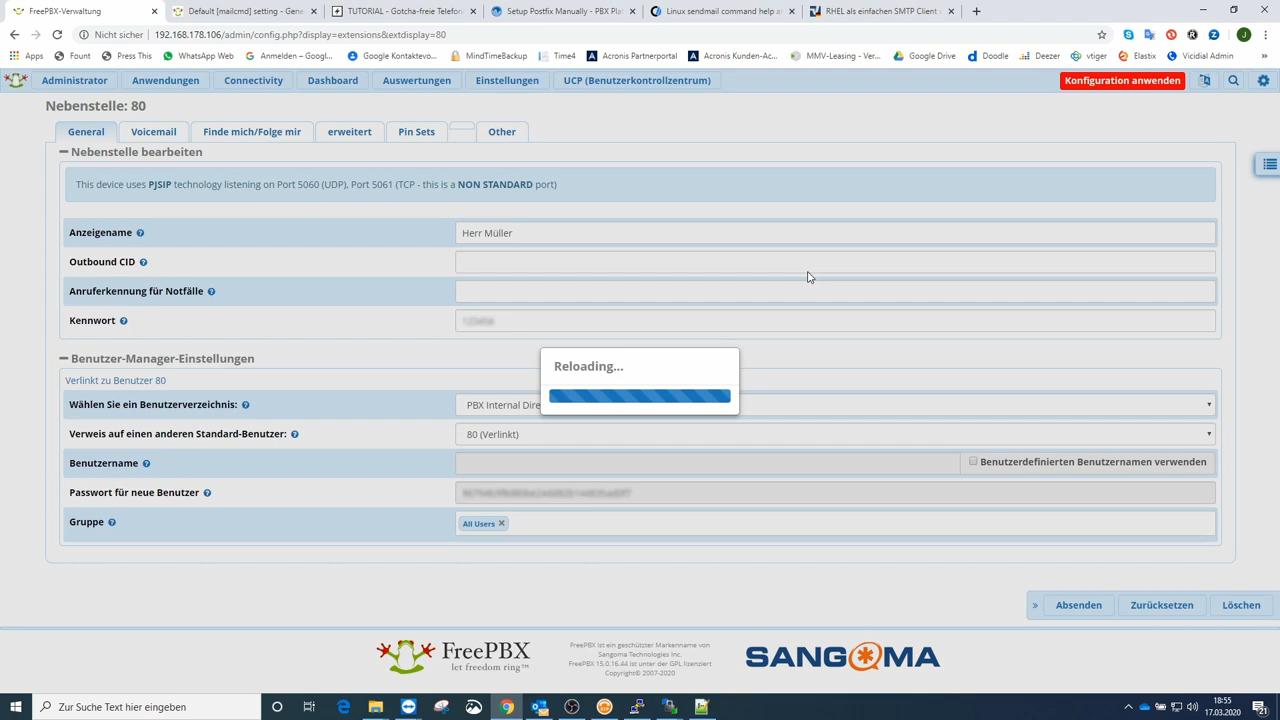 FreePBX-Verwaltung
Default [mailcmd] setting - Gene
TUTORIAL - Gotcha-freie Telefon
Setup Postfix Manually - PBX Pla
Linux sendmail command help a
RHEL als einfachen SMTP Client v
Nicht sicher 192.168.178.106/admin/config.php?display=extensions&extdisplay=80
Apps Fount Press This WhatsApp Web Anmelden – Googl... Google Kontaktevo... MindTimeBackup Time4 Acronis Partnerportal Acronis Kunden-Ac... MMV-Leasing - Ver... Google Drive Doodle Deezer vtiger Elastix Vicidial Admin »
Administrator Anwendungen Connectivity Dashboard Auswertungen Einstellungen UCP (Benutzerkontrollzentrum) Konfiguration anwenden
Nebenstelle: 80
General Voicemail Finde mich/Folge mir erweitert Pin Sets Other
Nebenstelle bearbeiten
This device uses PJSIP technology listening on Port 5060 (UDP), Port 5061 (TCP - this is a NON STANDARD port)
Anzeigename Herr Müller
Outbound CID
Anruferkennung für Notfälle
Kennwort
Reloading...
Benutzer-Manager-Einstellungen
Verlinkt zu Benutzer 80
Wählen Sie ein Benutzerverzeichnis: PBX Internal Dire
Verweis auf einen anderen Standard-Benutzer: 80 (Verlinkt)
Benutzername Benutzerdefinierten Benutzernamen verwenden
Passwort für neue Benutzer
Gruppe All Users
» Absenden Zurücksetzen Löschen
FreePBX
let freedom ring™
FreePBX ist ein geschützter Markenname von
Sangoma Technologies Inc.
FreePBX 15.0.16.44 ist unter der GPL lizenziert
Copyright© 2007-2020
SANGOMA
Zur Suche Text hier eingeben
18:55
17.03.2020
21